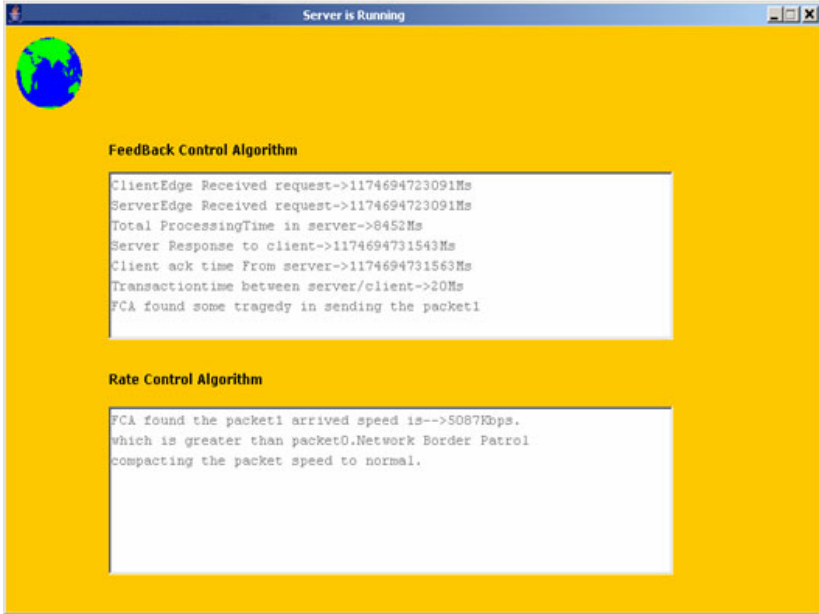 Server is Running
FeedBack Control Algorithm
ClientEdge Received request->1174694723091Ms
ServerEdge Received request->1174694723091Ms
Total ProcessingTime in server->8452Ms
Server Response to client->1174694731543Ms
Client ack time From server->1174694731563Ms
Transactiontime between server/client->20Ms
FCA found some tragedy in sending the packet1
Rate Control Algorithm
FCA found the packet1 arrived speed is-->5087Kbps.
which is greater than packet0.Network Border Patrol
compacting the packet speed to normal.